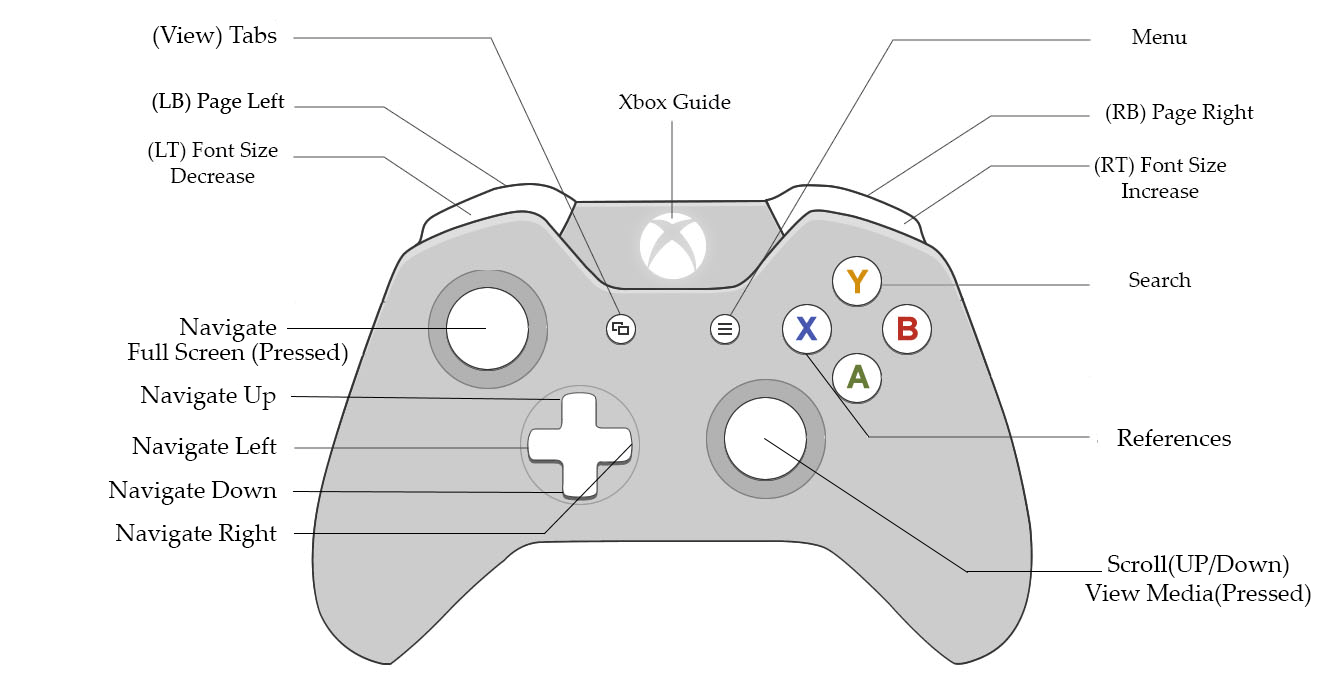 (View) Tabs
Menu
(LB) Page Left
Xbox Guide
(RB) Page Right
(LT) Font Size
Decrease
(RT) Font Size
Increase
Y
Search
X
B
A
Navigate
Full Screen (Pressed)
Navigate Up
Navigate Left
References
Navigate Down
Navigate Right
Scroll(UP/Down)
View Media(Pressed)